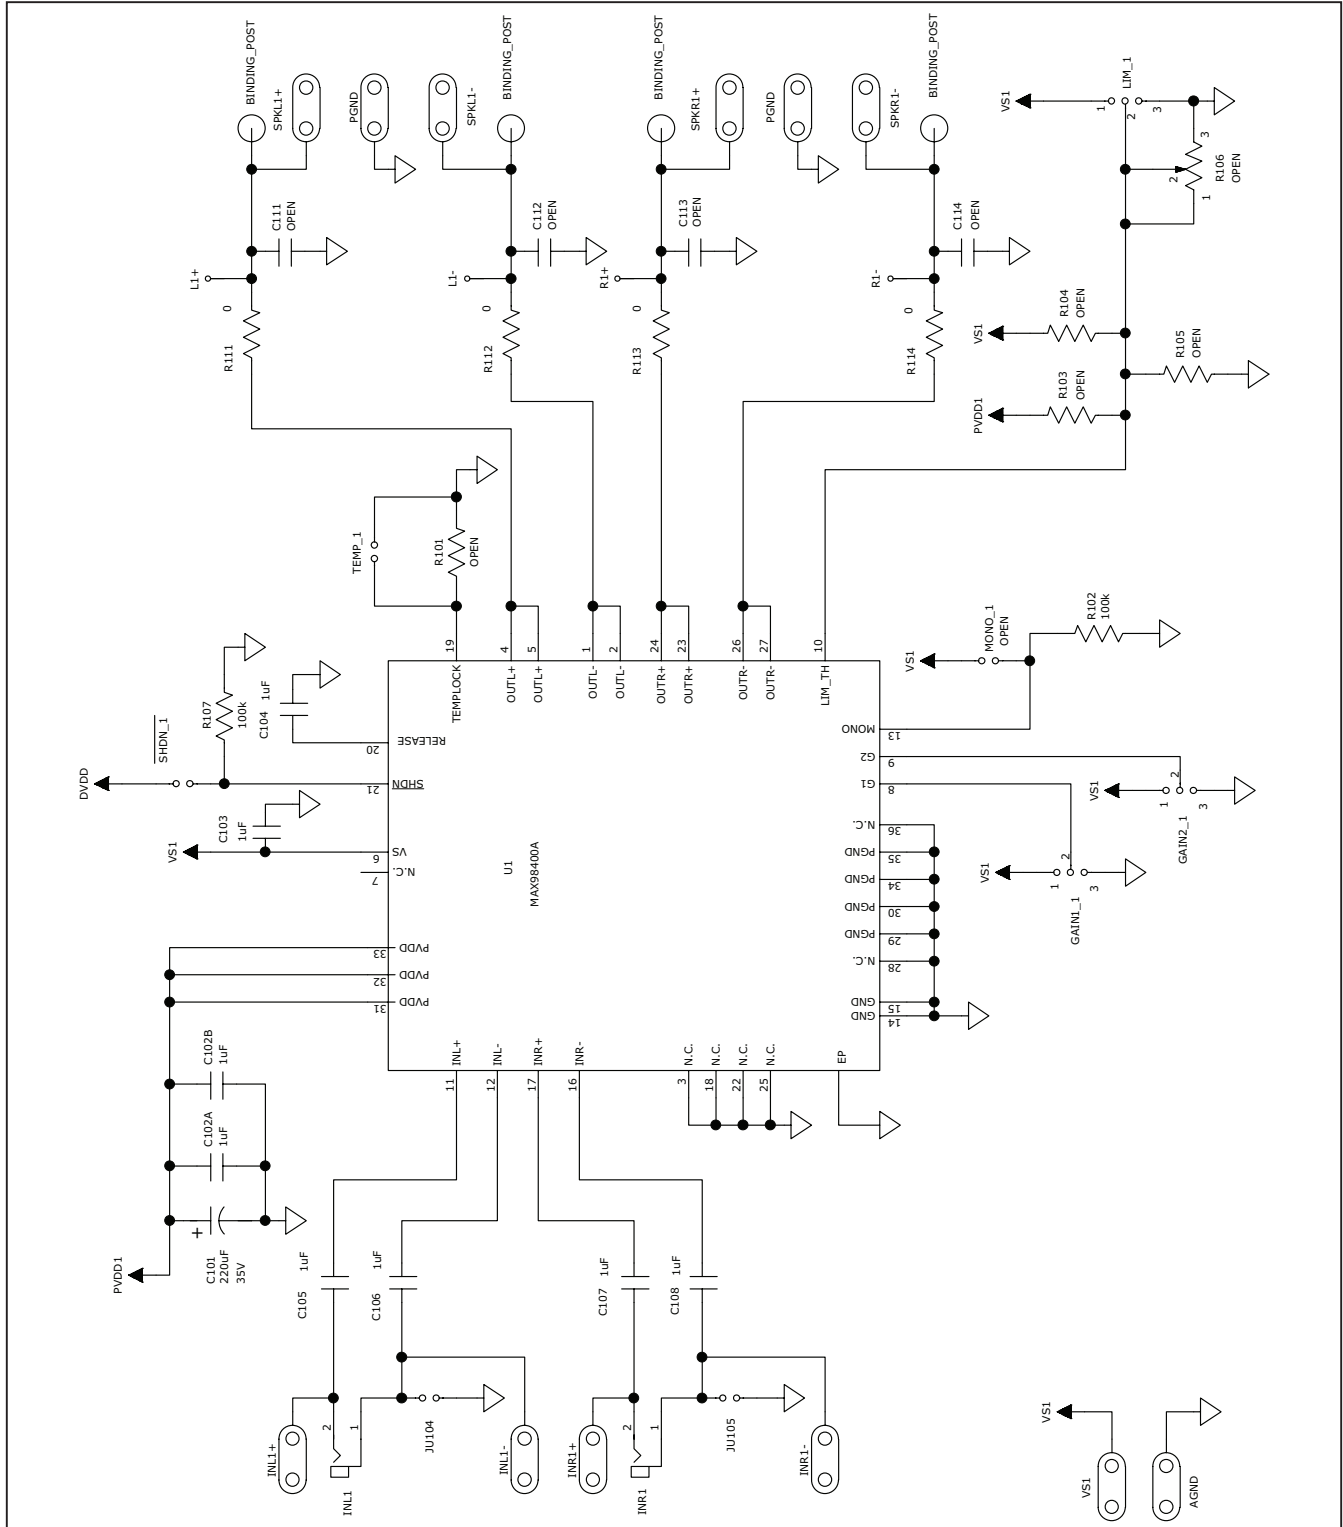 BINDING_POST
SPKL1+
PGND
SPKL1-
BINDING_POST
BINDING_POST
SPKR1+
PGND
SPKR1-
BINDING_POST
C111
OPEN
C112
OPEN
C113
OPEN
C114
OPEN
L1+
L1-
R1+
R1-
R111
0
R112
0
R113
0
R114
0
VS1
LIM_1
1
2
3
R106
OPEN
1
2
3
VS1
R104
OPEN
R105
OPEN
PVDD1
R103
OPEN
TEMP_1
R101
OPEN
19
TEMPLOCK
4
OUTL+
5
OUTL+
1
OUTL-
2
OUTL-
24
OUTR+
23
OUTR+
26
OUTR-
27
OUTR-
10
LIM_TH
VS1
MONO_1
OPEN
R102
100k
DVDD
SHDN_1
R107
100k
C104
1uF
VS1
C103
1uF
20
RELEASE
21
SHDN
6
VS
7
N.C.
33
PVDD
32
PVDD
31
PVDD
U1
MAX98400A
MONO
13
G2
9
G1
8
N.C.
36
PGND
35
PGND
34
PGND
30
PGND
29
N.C.
28
GND
15
GND
14
VS1
1
2
3
GAIN2_1
VS1
1
2
3
GAIN1_1
C102B
1uF
C102A
1uF
+
C101
220uF
35V
PVDD1
INL+
11
INL-
12
INR+
17
INR-
16
N.C.
3
N.C.
18
N.C.
22
N.C.
25
EP
C105
1uF
C106
1uF
C107
1uF
C108
1uF
INL1+
2
1
INL1
JU104
INL1-
INR1+
2
1
INR1
JU105
INR1-
VS1
VS1
AGND